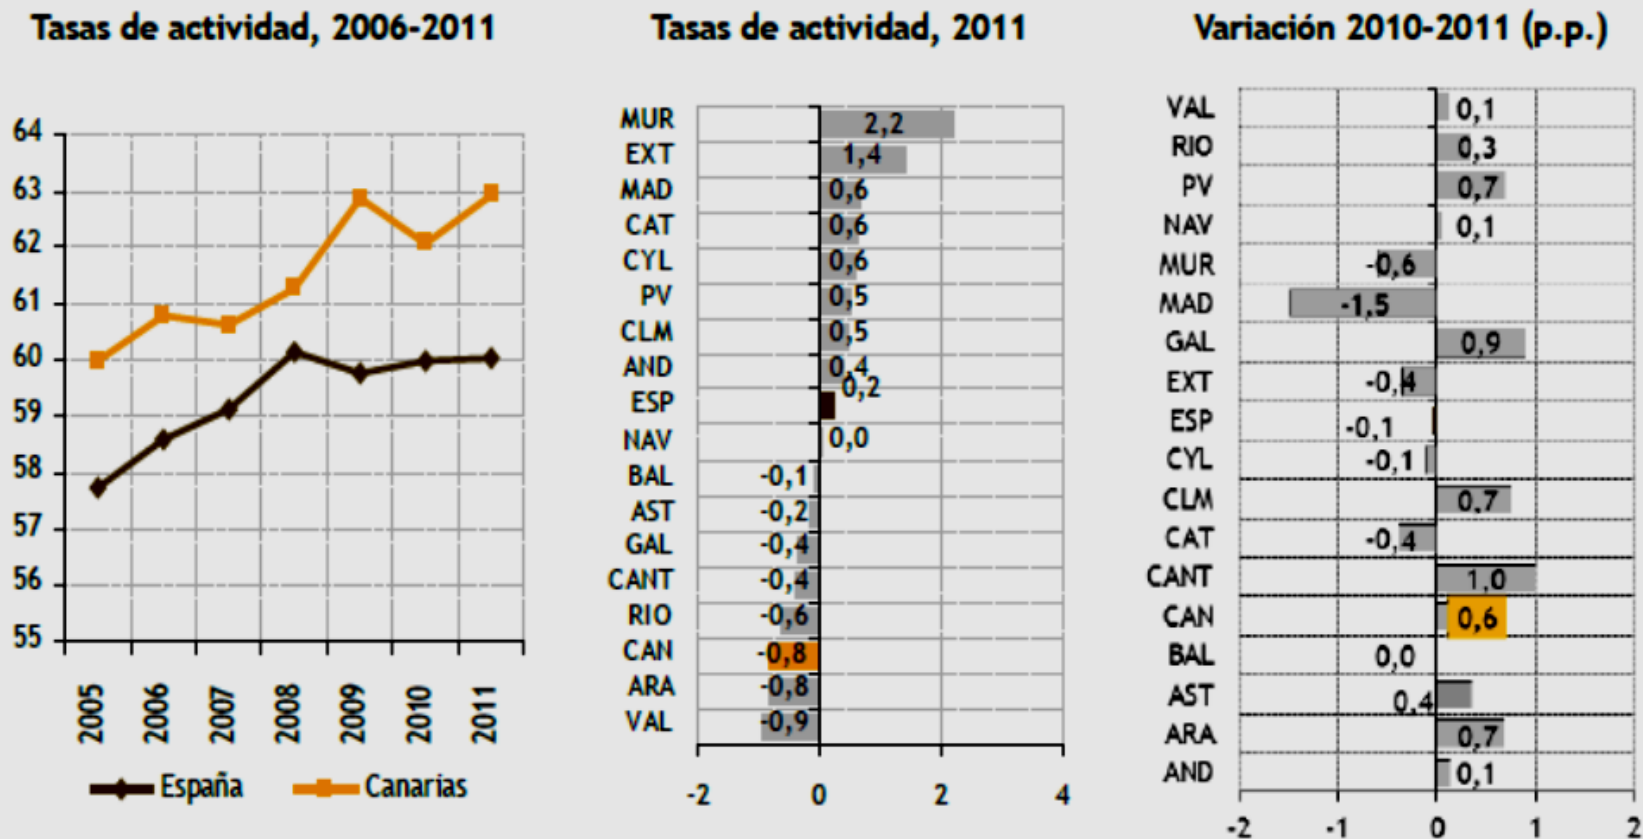 Tasas de actividad, 2006-2011
64
63
62
61
60
59
58
57
56
55
2005
2006
2007
2008
2009
2010
2011
España
Canarias
Tasas de actividad, 2011
MUR 2,2
EXT 1,4
MAD 0,6
CAT 0,6
CYL 0,6
PV 0,5
CLM 0,5
AND 0,4
ESP 0,2
NAV 0,0
BAL -0,1
AST -0,2
GAL -0,4
CANT -0,4
RIO -0,6
CAN -0,8
ARA -0,8
VAL -0,9
-2 0 2 4
Variación 2010-2011 (p.p.)
VAL 0,1
RIO 0,3
PV 0,7
NAV 0,1
MUR -0,6
MAD -1,5
GAL 0,9
EXT -0,4
ESP -0,1
CYL -0,1
CLM 0,7
CAT -0,4
CANT 1,0
CAN 0,6
BAL 0,0
AST 0,4
ARA 0,7
AND 0,1
-2 -1 0 1 2